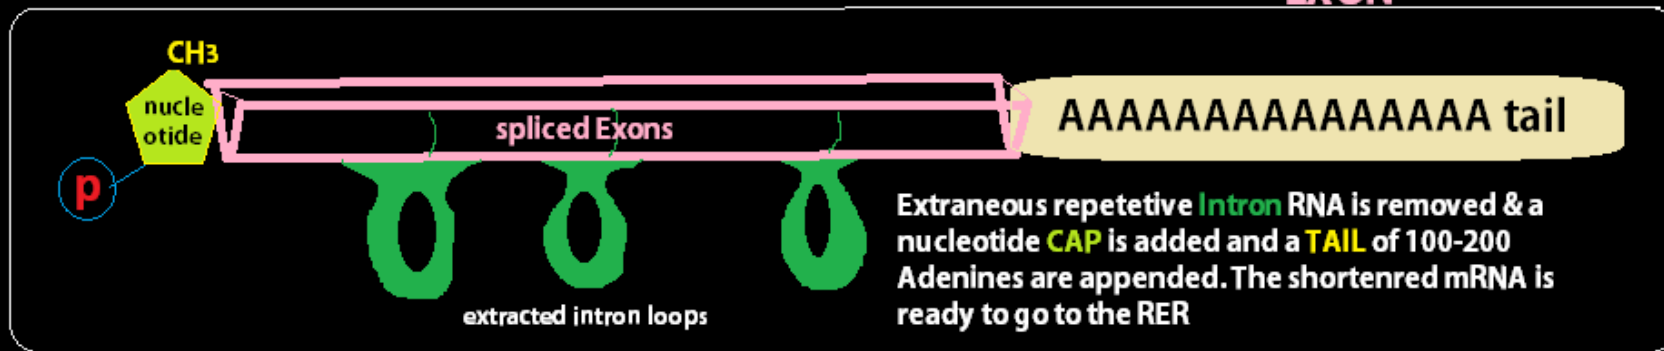 EXON
CH3
nucle
otide
p
spliced Exons
AAAAAAAAAAAAAAA tail
extracted intron loops
Extraneous repetetive Intron RNA is removed & a
nucleotide CAP is added and a TAIL of 100-200
Adenines are appended. The shortenred mRNA is
ready to go to the RER